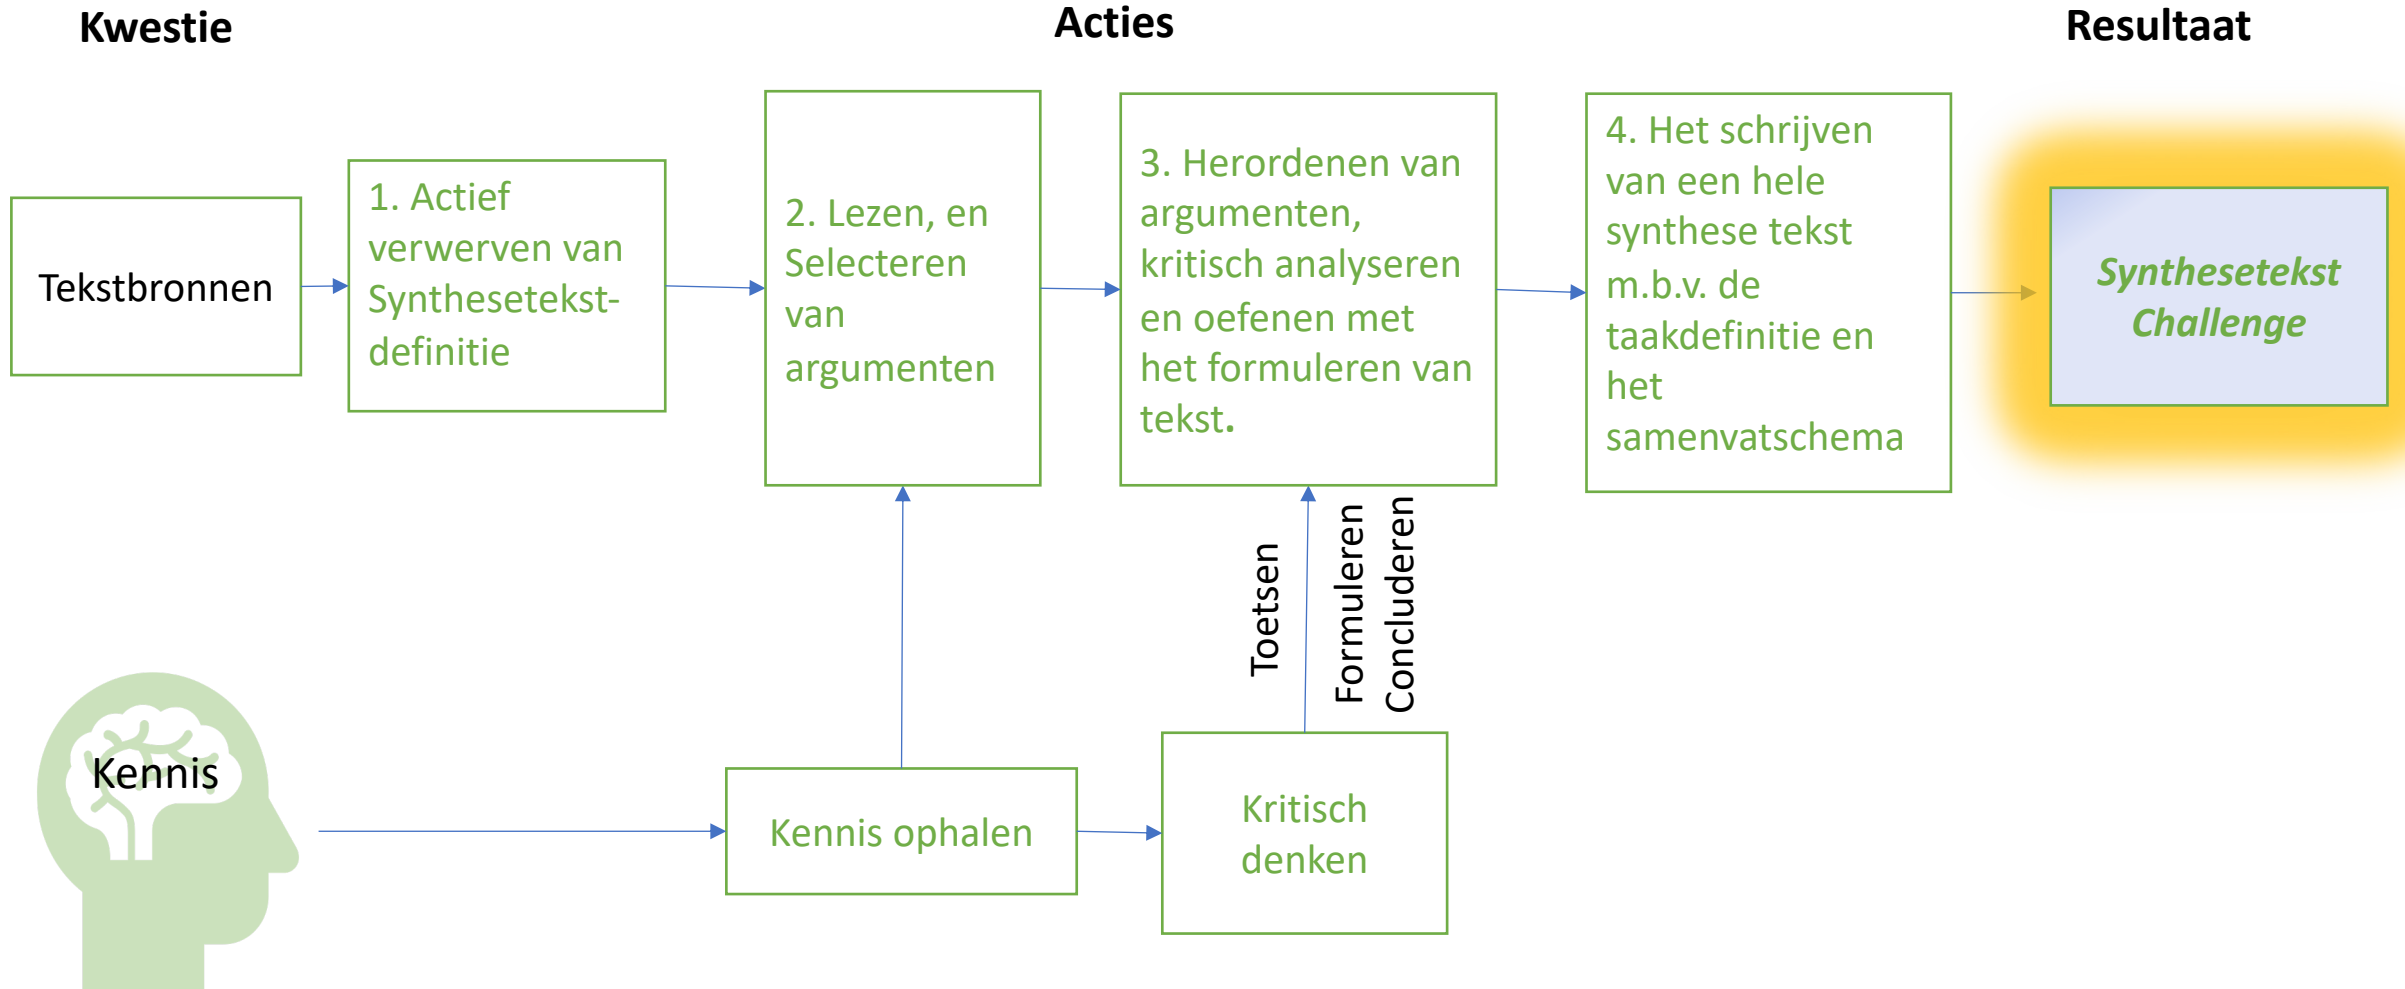 Kwestie
Acties
Resultaat
Tekstbronnen
1. Actief
verwerven van
Synthesetekst-
definitie
2. Lezen, en
Selecteren
van
argumenten
3. Herordenen van
argumenten,
kritisch analyseren
en oefenen met
het formuleren van
tekst.
4. Het schrijven
van een hele
synthese tekst
m.b.v. de
taakdefinitie en
het
samenvatschema
Synthesetekst
Challenge
Toetsen
Formuleren
Concluderen
Kennis
Kennis ophalen
Kritisch
denken